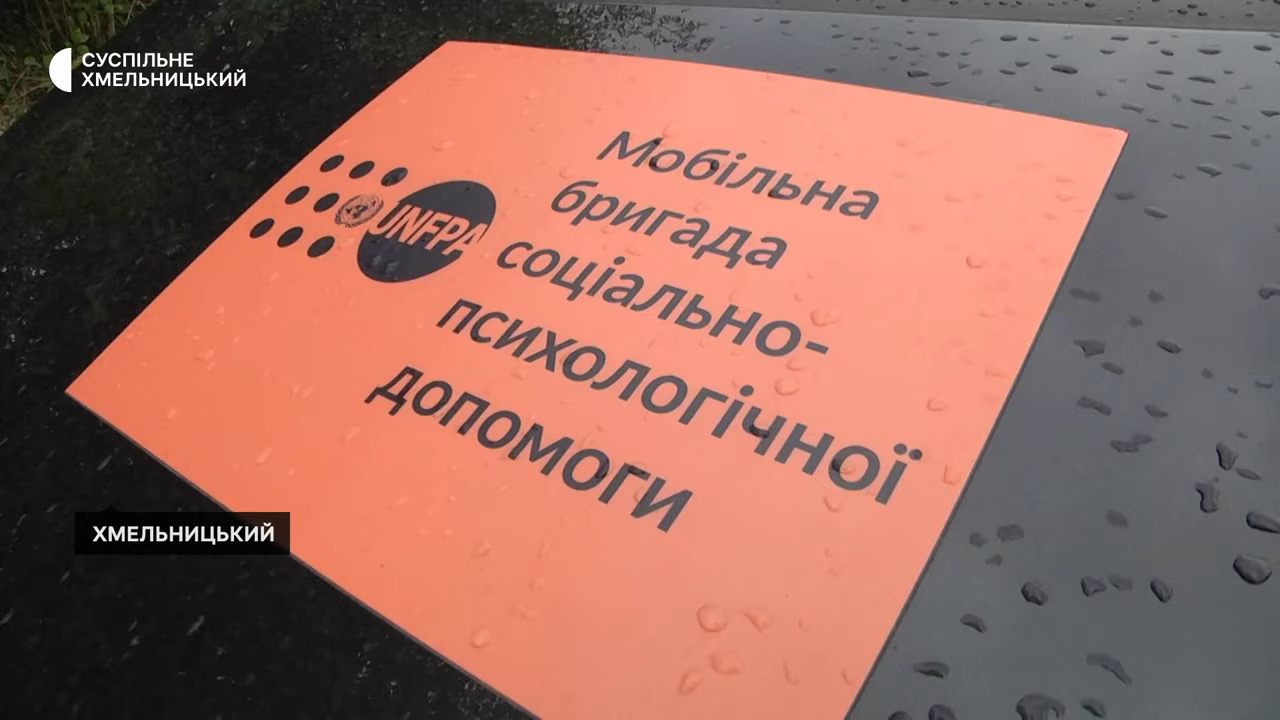 СУСПІЛЬНЕ
ХМЕЛЬНИЦЬКИЙ
UNFPA
Мобільна
бригада
соціально-
психологічної
допомоги
ХМЕЛЬНИЦЬКИЙ